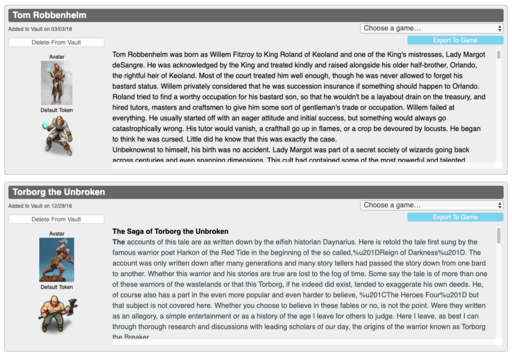 Tom Robbenhelm
Added to Vault on 03/03/18
Choose a game...
Delete From Vault
Export To Game
Avatar
Default Token
Tom Robbenhelm was born as Willem Fitzroy to King Roland of Keoland and one of the King's mistresses, Lady Margot
deSangre. He was acknowledged by the King and treated kindly and raised alongside his older half-brother, Orlando,
the rightful heir of Keoland. Most of the court treated him well enough, though he was never allowed to forget his
bastard status. Willem privately considered that he was succession insurance if something should happen to Orlando.
Roland tried to find a worthy occupation for his bastard son, so that he wouldn't be a layabout drain on the treasury, and
hired tutors, masters and craftsmen to give him some sort of gentleman's trade or occupation. Willem failed at
everything. He usually started off with an eager attitude and initial success, but something would always go
catastrophically wrong. His tutor would vanish, a crafthall go up in flames, or a crop be devoured by locusts. He began
to think he was cursed. Little did he know that this was exactly the case.
Unbeknownst to himself, his birth was no accident. Lady Margot was part of a secret society of wizards going back
across centuries and even spanning dimensions. This cult had contained some of the most powerful and talented
Torborg the Unbroken
Added to Vault on 12/29/16
Choose a game...
Delete From Vault
Export To Game
Avatar
Default Token
The Saga of Torborg the Unbroken
The accounts of this tale are as written down by the elfish historian Daynarius. Here is retold the tale first sung by the
famous warrior poet Harkon of the Red Tide in the beginning of the so called,%u201DReign of Darkness%u201D. The
account was only written down after many generations and many story tellers had passed the story down from one bard
to another. Whether this warrior and his stories are true are lost to the fog of time. Some say the tale is of more than one
of these warriors of the wastelands or that this Torborg, if he indeed did exist, tended to exaggerate his own deeds. He,
of course also has a part in the even more popular and even harder to believe, %u201CThe Heroes Four%u201D but
that subject is not covered here. Whether you choose to believe in these fables or no, is not the point. Were they written
as an allegory, a simple entertainment or as a history of the age I leave for others to judge. Here I leave, as best I can
through thorough research and discussions with leading scholars of our day, the origins of the warrior known as Torborg
the Breaker